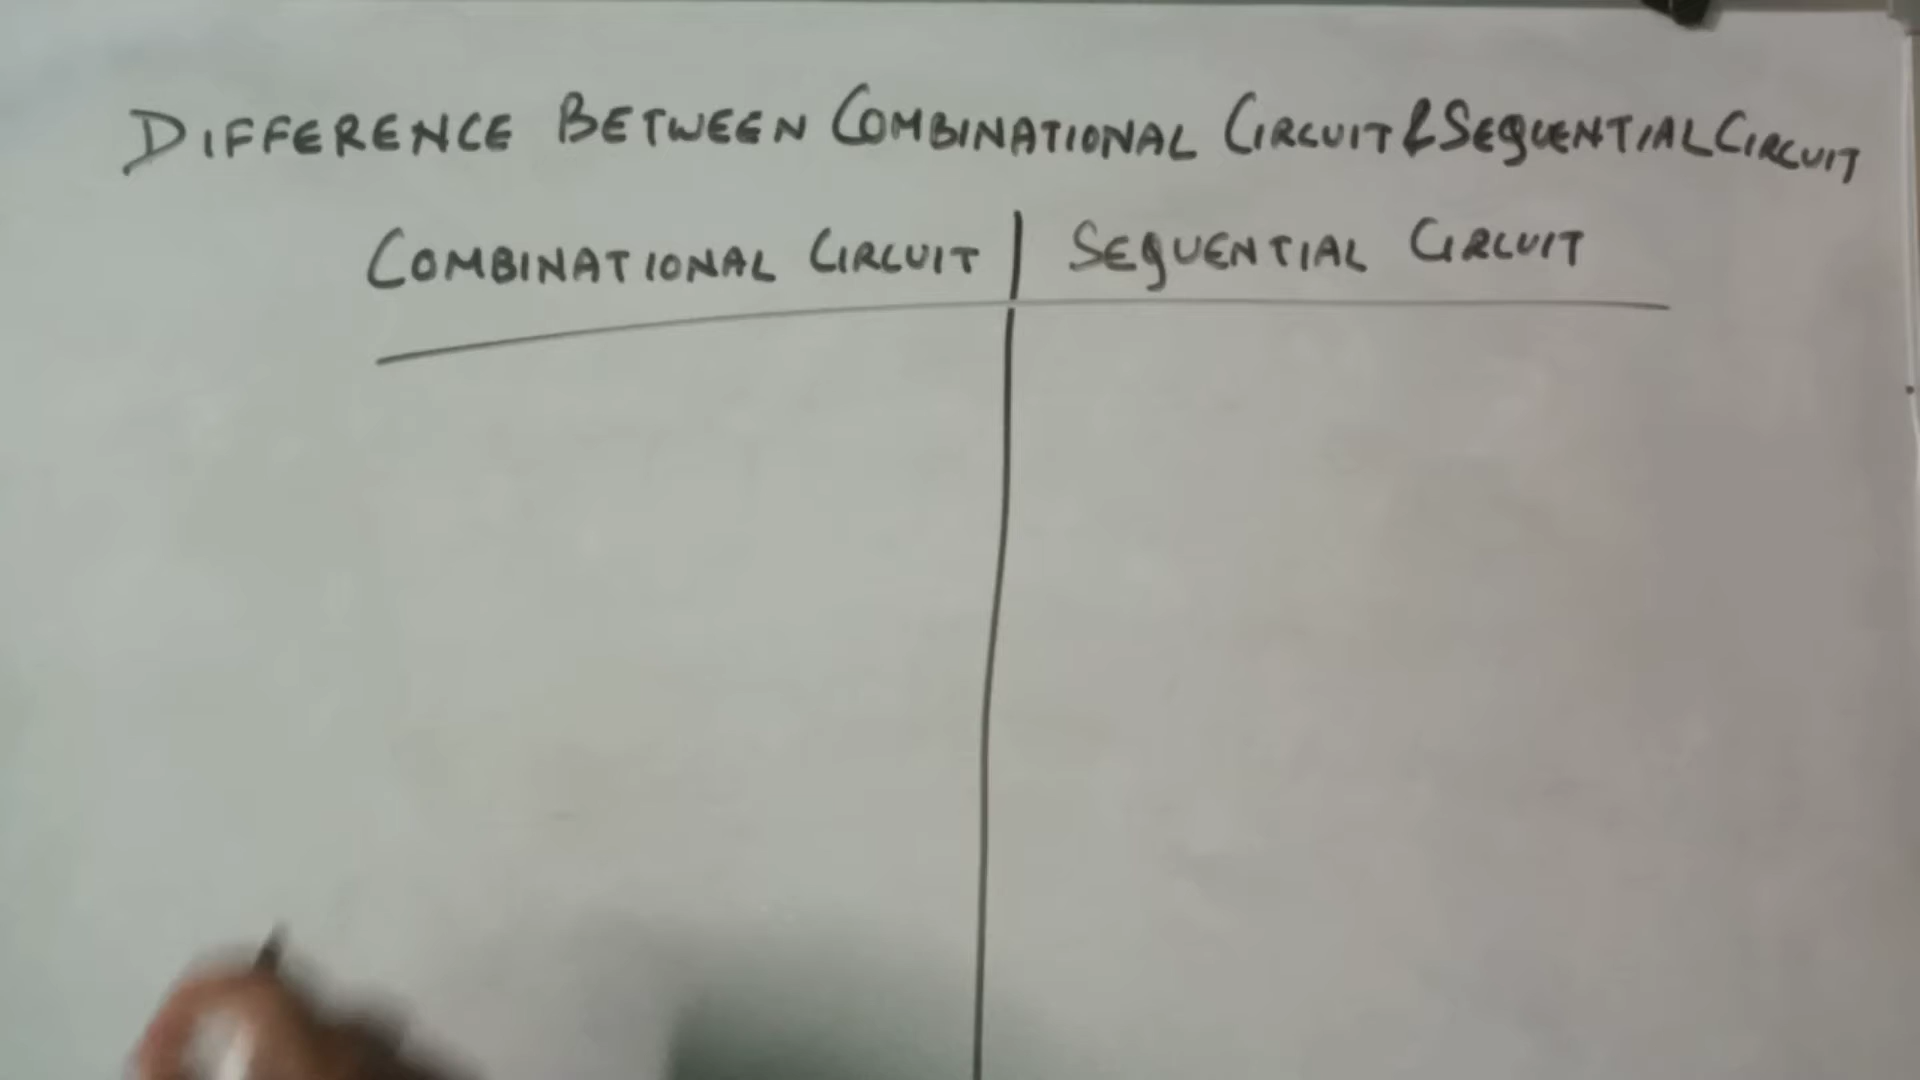 DIFFERENCE BETWEEN COMBINATIONAL CIRCUIT & SEQUENTIAL CIRCUIT
COMBINATIONAL CIRCUIT SEQUENTIAL CIRCUIT